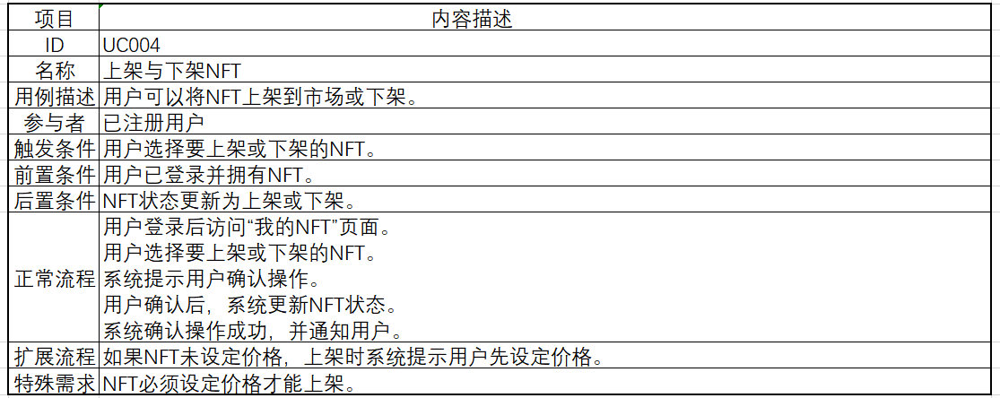 项目 内容描述
ID UC004
名称 上架与下架NFT
用例描述 用户可以将NFT上架到市场或下架。
参与者 已注册用户
触发条件 用户选择要上架或下架的NFT。
前置条件 用户已登录并拥有NFT。
后置条件 NFT状态更新为上架或下架。
正常流程 用户登录后访问“我的NFT”页面。
用户选择要上架或下架的NFT。
系统提示用户确认操作。
用户确认后，系统更新NFT状态。
系统确认操作成功，并通知用户。
扩展流程 如果NFT未设定价格，上架时系统提示用户先设定价格。
特殊需求 NFT必须设定价格才能上架。